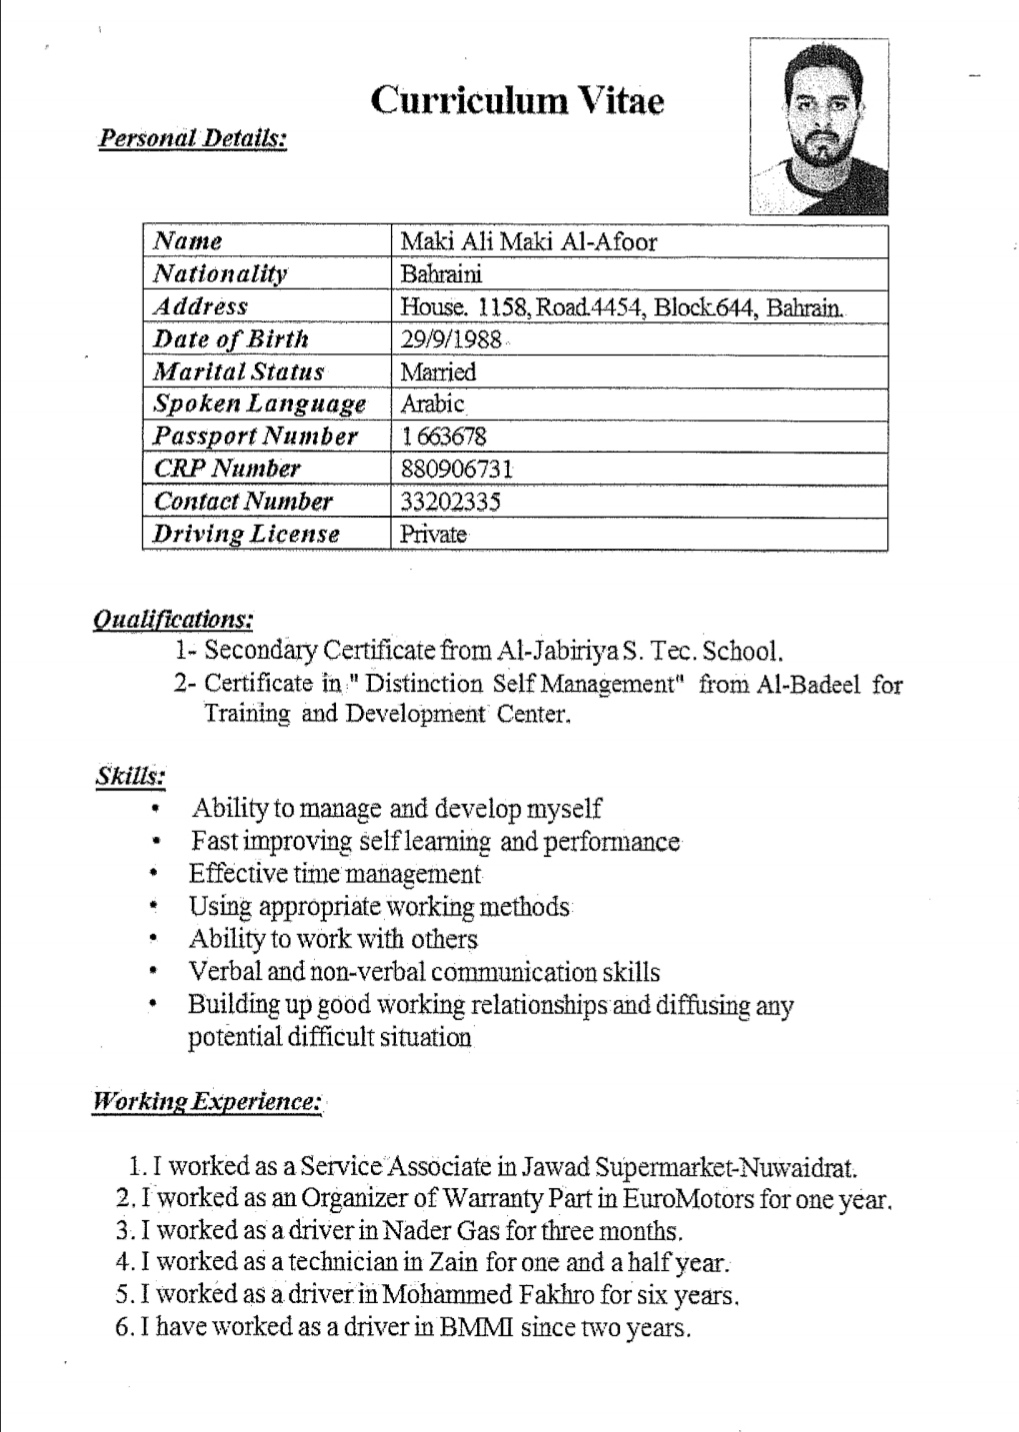 Curriculum Vitae
Personal Details:
Name Maki Ali Maki Al-Afoor
Nationality Bahraini
Address House. 1158, Road.4454, Block.644, Bahrain.
Date of Birth 29/9/1988
Marital Status Married
Spoken Language Arabic
Passport Number 1663678
CRP Number 880906731
Contact Number 33202335
Driving License Private
Qualifications:
1- Secondary Certificate from Al-Jabiriya S. Tec. School.
2- Certificate in " Distinction Self Management" from Al-Badeel for
Training and Development Center.
Skills:
• Ability to manage and develop myself
• Fast improving self learning and performance
• Effective time management
• Using appropriate working methods
• Ability to work with others
• Verbal and non-verbal communication skills
• Building up good working relationships and diffusing any
potential difficult situation
Working Experience:
1. I worked as a Service Associate in Jawad Supermarket-Nuwaidrat.
2. I worked as an Organizer of Warranty Part in EuroMotors for one year.
3. I worked as a driver in Nader Gas for three months.
4. I worked as a technician in Zain for one and a half year.
5. I worked as a driver in Mohammed Fakhro for six years.
6. I have worked as a driver in BMMI since two years.